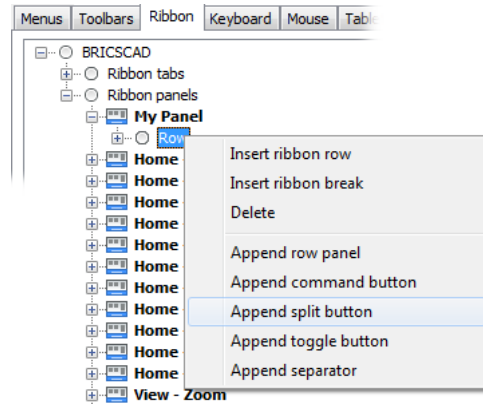 Menus Toolbars Ribbon Keyboard Mouse Table
BRICSCAD
Ribbon tabs
Ribbon panels
My Panel
Row
Insert ribbon row
Home
Home
Insert ribbon break
Home
Delete
Home
Home
Append row panel
Home
Append command button
Home
Append split button
Home
Append toggle button
Home
Home
Append separator
View - Zoom